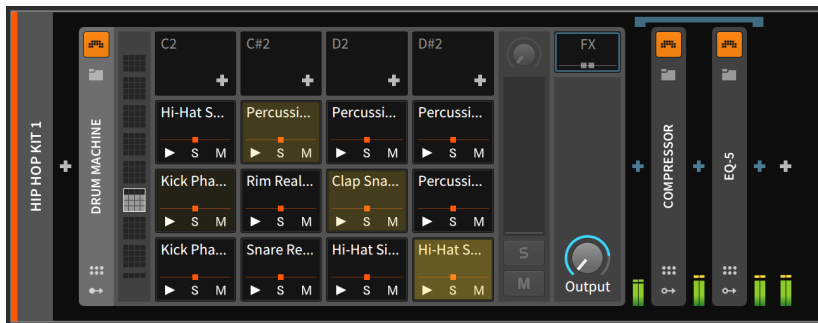 HIP HOP KIT 1
DRUM MACHINE
C2 C#2 D2 D#2
Hi-Hat S... Percussi... Percussi... Percussi...
S M S M S M S M
Kick Pha... Rim Real... Clap Sna... Percussi...
S M S M S M S M
Kick Pha... Snare Re... Hi-Hat Si... Hi-Hat S...
S M S M S M S M
S
M
FX
Output
COMPRESSOR
EQ-5